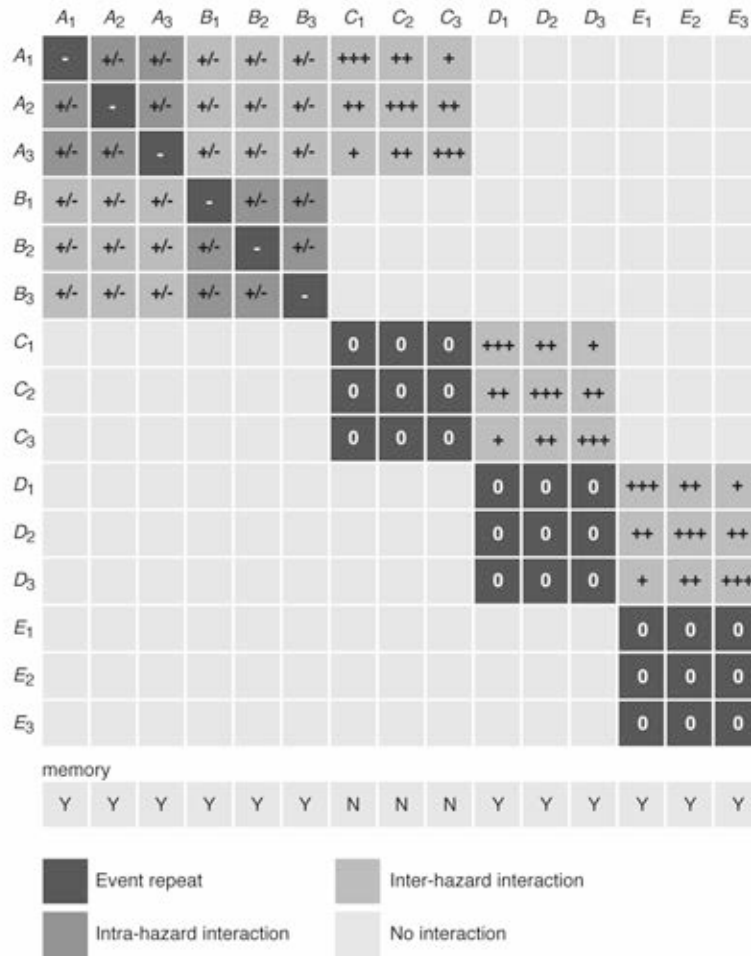 A1 A2 A3 B1 B2 B3 C1 C2 C3 D1 D2 D3 E1 E2 E3
A1 - +/- +/- +/- +/- +/- +++ ++ +
A2 +/- - +/- +/- +/- +/- ++ +++ ++
A3 +/- +/- - +/- +/- +/- + ++ +++
B1 +/- +/- +/- - +/- +/-
B2 +/- +/- +/- +/- - +/-
B3 +/- +/- +/- +/- +/- -
C1 0 0 0 +++ ++ +
C2 0 0 0 ++ +++ ++
C3 0 0 0 + ++ +++
D1 0 0 0 +++ ++ +
D2 0 0 0 ++ +++ ++
D3 0 0 0 + ++ +++
E1 0 0 0
E2 0 0 0
E3 0 0 0
memory
Y Y Y Y Y Y N N N Y Y Y Y Y Y
Event repeat Inter-hazard interaction
Intra-hazard interaction No interaction